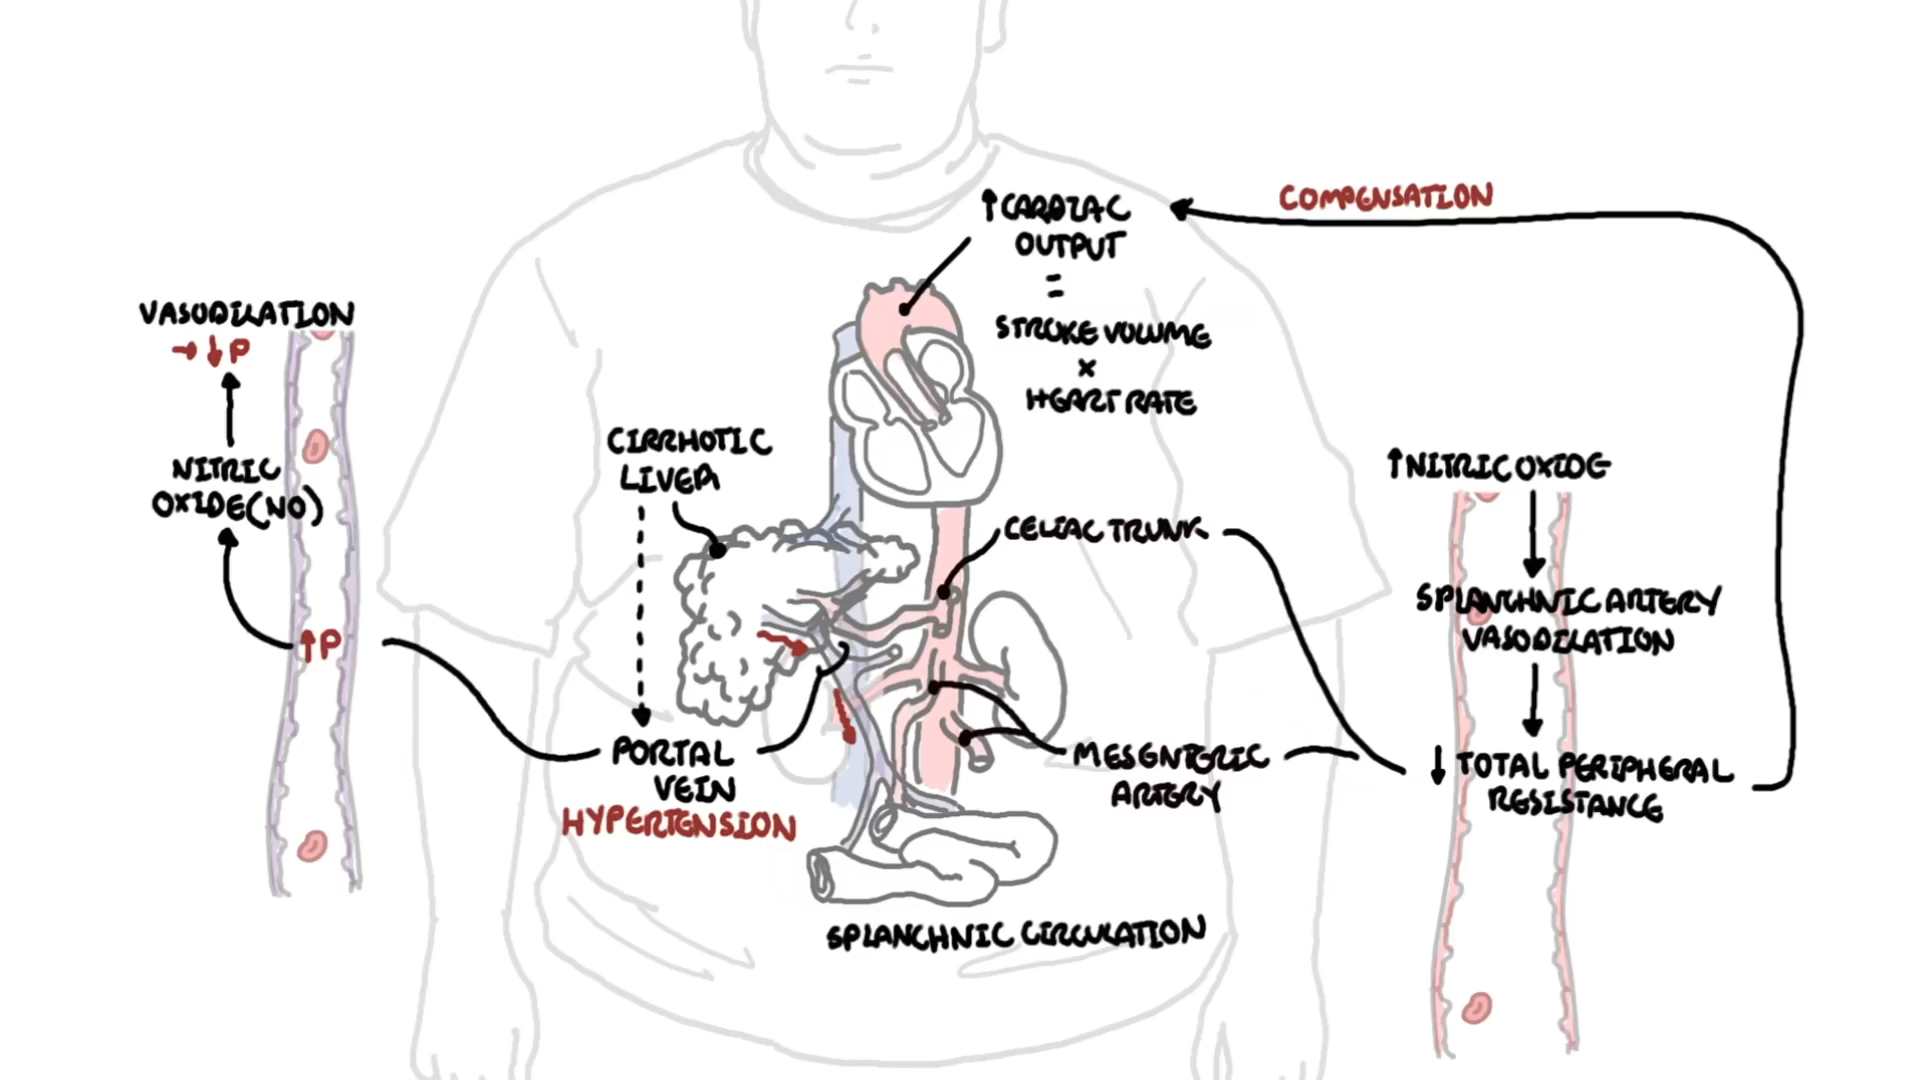 ↑CARDIAC
OUTPUT
=
STROKE VOLUME
×
HEART RATE
COMPENSATION
VASODILATION
→ ↓P
NITRIC
OXIDE(NO)
↑P
CIRRHOTIC
LIVER
PORTAL
VEIN
HYPERTENSION
CELIAC TRUNK
MESENTERIC
ARTERY
SPLANCHNIC CIRCULATION
↑NITRIC OXIDE
SPLANCHNIC ARTERY
VASODILATION
↓ TOTAL PERIPHERAL
RESISTANCE